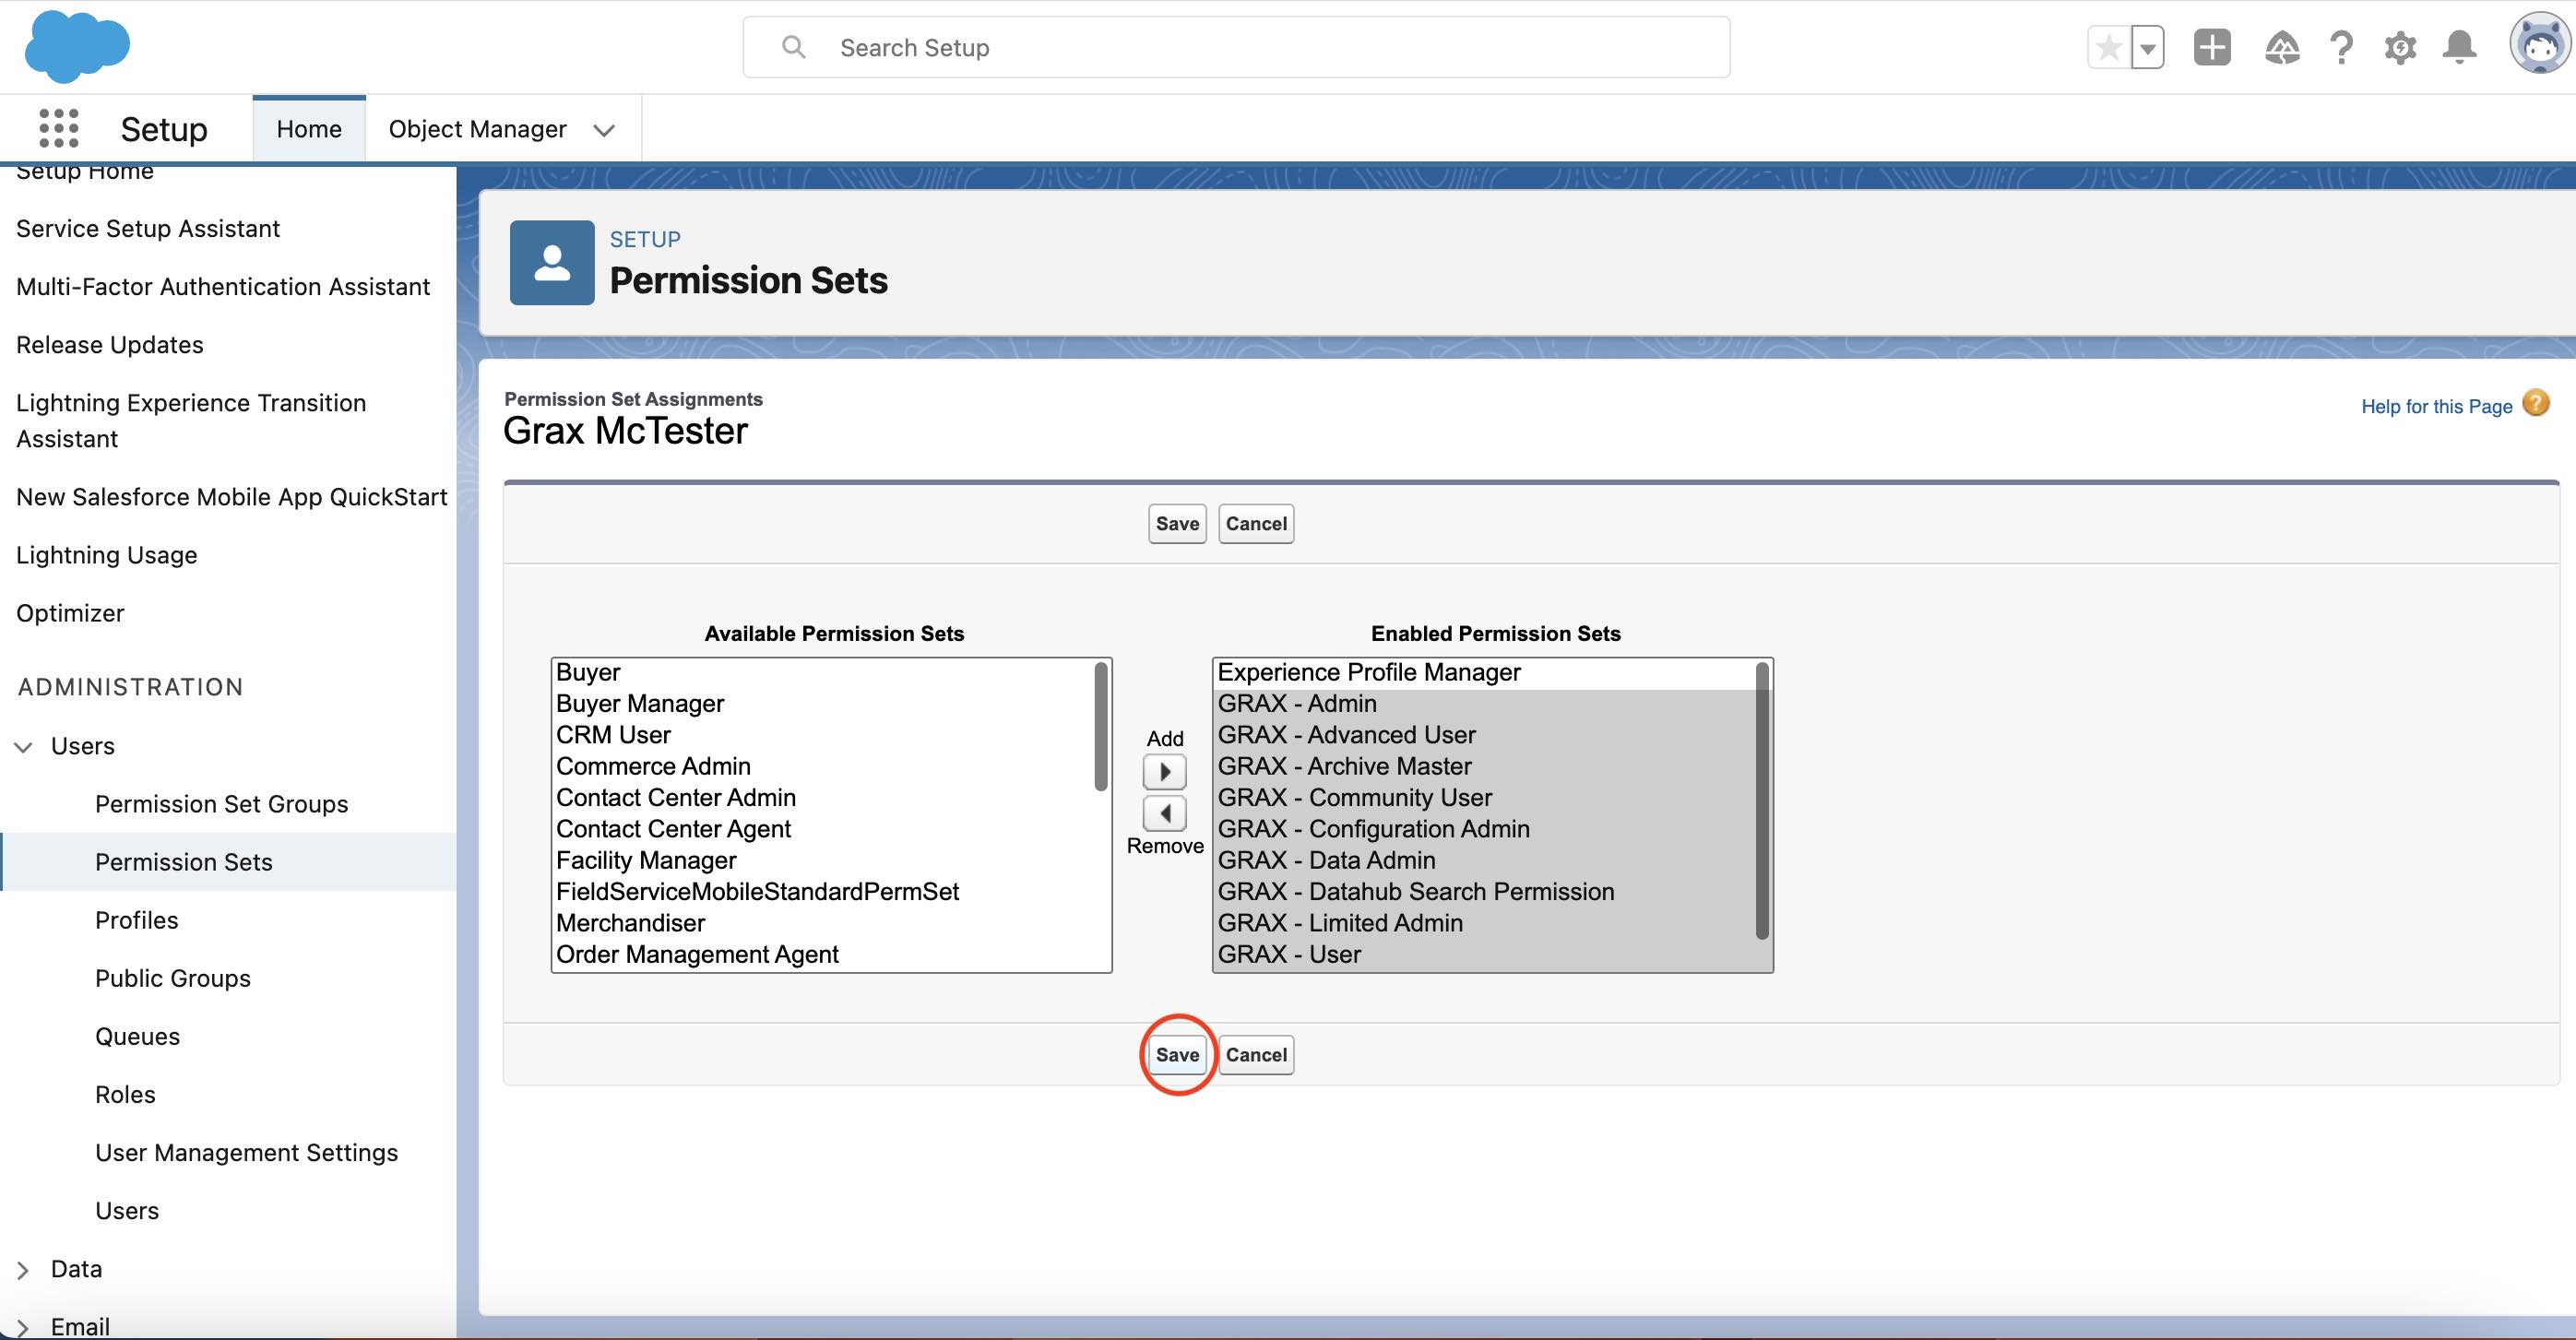 Search Setup
Setup
Home
Object Manager
Setup Home
Service Setup Assistant
Multi-Factor Authentication Assistant
Release Updates
Lightning Experience Transition
Assistant
New Salesforce Mobile App QuickStart
Lightning Usage
Optimizer
ADMINISTRATION
Users
Permission Set Groups
Permission Sets
Profiles
Public Groups
Queues
Roles
User Management Settings
Users
Data
Email
SETUP
Permission Sets
Permission Set Assignments
Grax McTester
Help for this Page ?
Save Cancel
Available Permission Sets
Buyer
Buyer Manager
CRM User
Commerce Admin
Contact Center Admin
Contact Center Agent
Facility Manager
FieldServiceMobileStandardPermSet
Merchandiser
Order Management Agent
Add
Remove
Enabled Permission Sets
Experience Profile Manager
GRAX - Admin
GRAX - Advanced User
GRAX - Archive Master
GRAX - Community User
GRAX - Configuration Admin
GRAX - Data Admin
GRAX - Datahub Search Permission
GRAX - Limited Admin
GRAX - User
Save Cancel